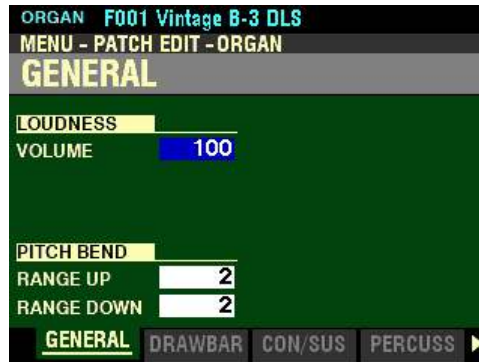 ORGAN F001 Vintage B-3 DLS
MENU - PATCH EDIT - ORGAN
GENERAL
LOUDNESS
VOLUME 100
PITCH BEND
RANGE UP 2
RANGE DOWN 2
GENERAL DRAWBAR CON/SUS PERCUSS